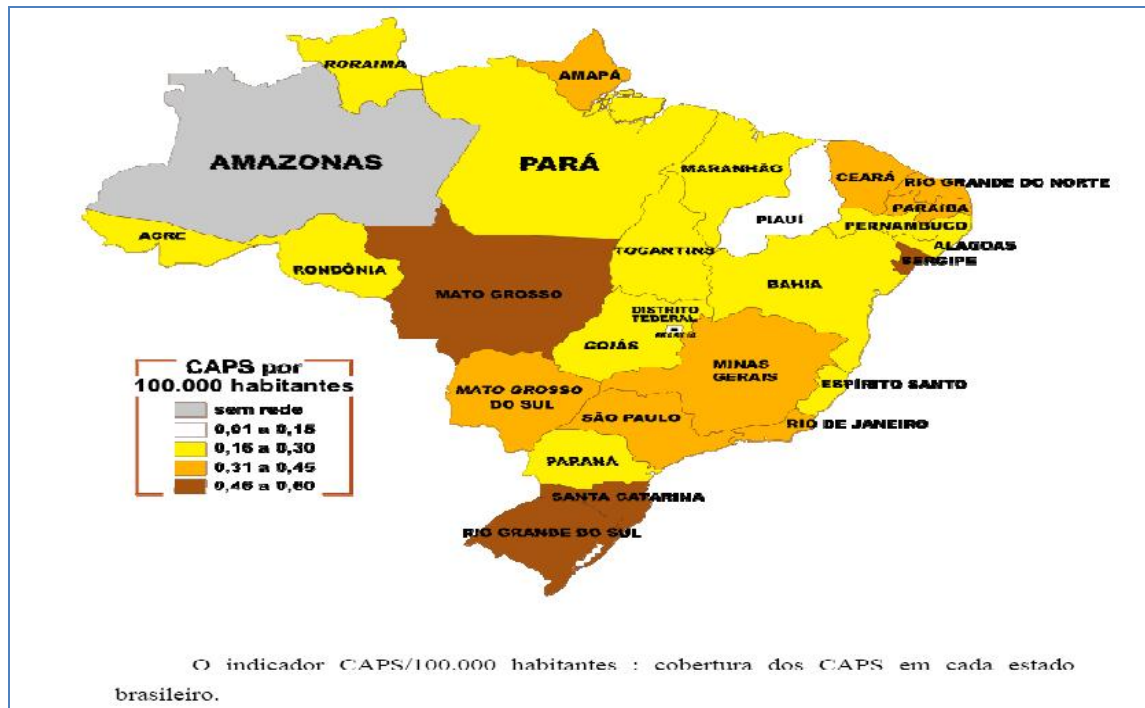 RORAIMA
AMAPÁ
AMAZONAS
PARÁ
MARANHÃO
CEARÁ
RIO GRANDE DO NORTE
PARAÍBA
PIAUÍ
PERNAMBUCO
ACRE
TOCANTINS
ALAGOAS
SERGIPE
RONDÔNIA
BAHIA
MATO GROSSO
DISTRITO
FEDERAL
GOIÁS
MINAS
GERAIS
CAPS por
100.000 habitantes
sem rede
0,01 a 0,15
0,16 a 0,30
0,31 a 0,45
0,46 a 0,60
MATO GROSSO
DO SUL
ESPÍRITO SANTO
SÃO PAULO
RIO DE JANEIRO
PARANÁ
SANTA CATARINA
RIO GRANDE DO SUL
O indicador CAPS/100.000 habitantes : cobertura dos CAPS em cada estado
brasileiro.